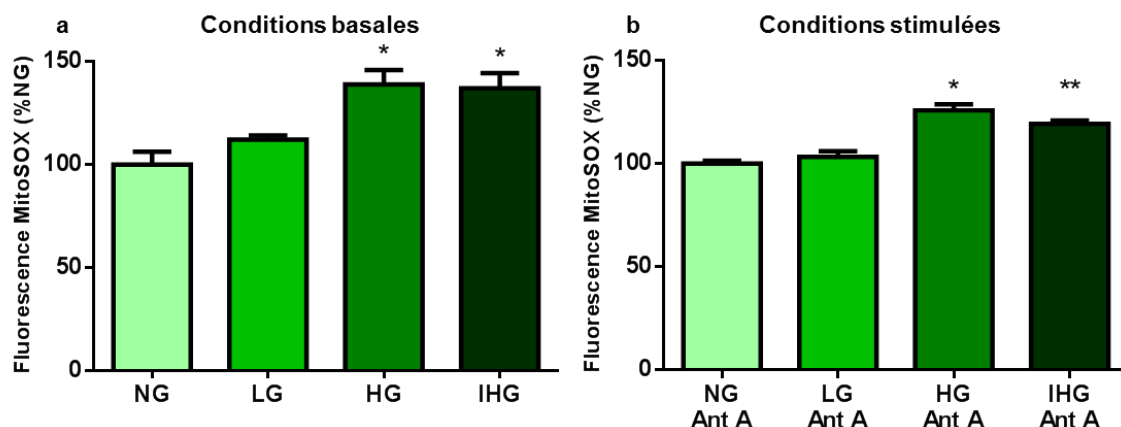 a
Conditions basales
Fluorescence MitoSOX (%NG)
150
100
50
0
*
*
NG
LG
HG
IHG
b
Conditions stimulées
Fluorescence MitoSOX (%NG)
150
100
50
0
*
**
NG
Ant A
LG
Ant A
HG
Ant A
IHG
Ant A